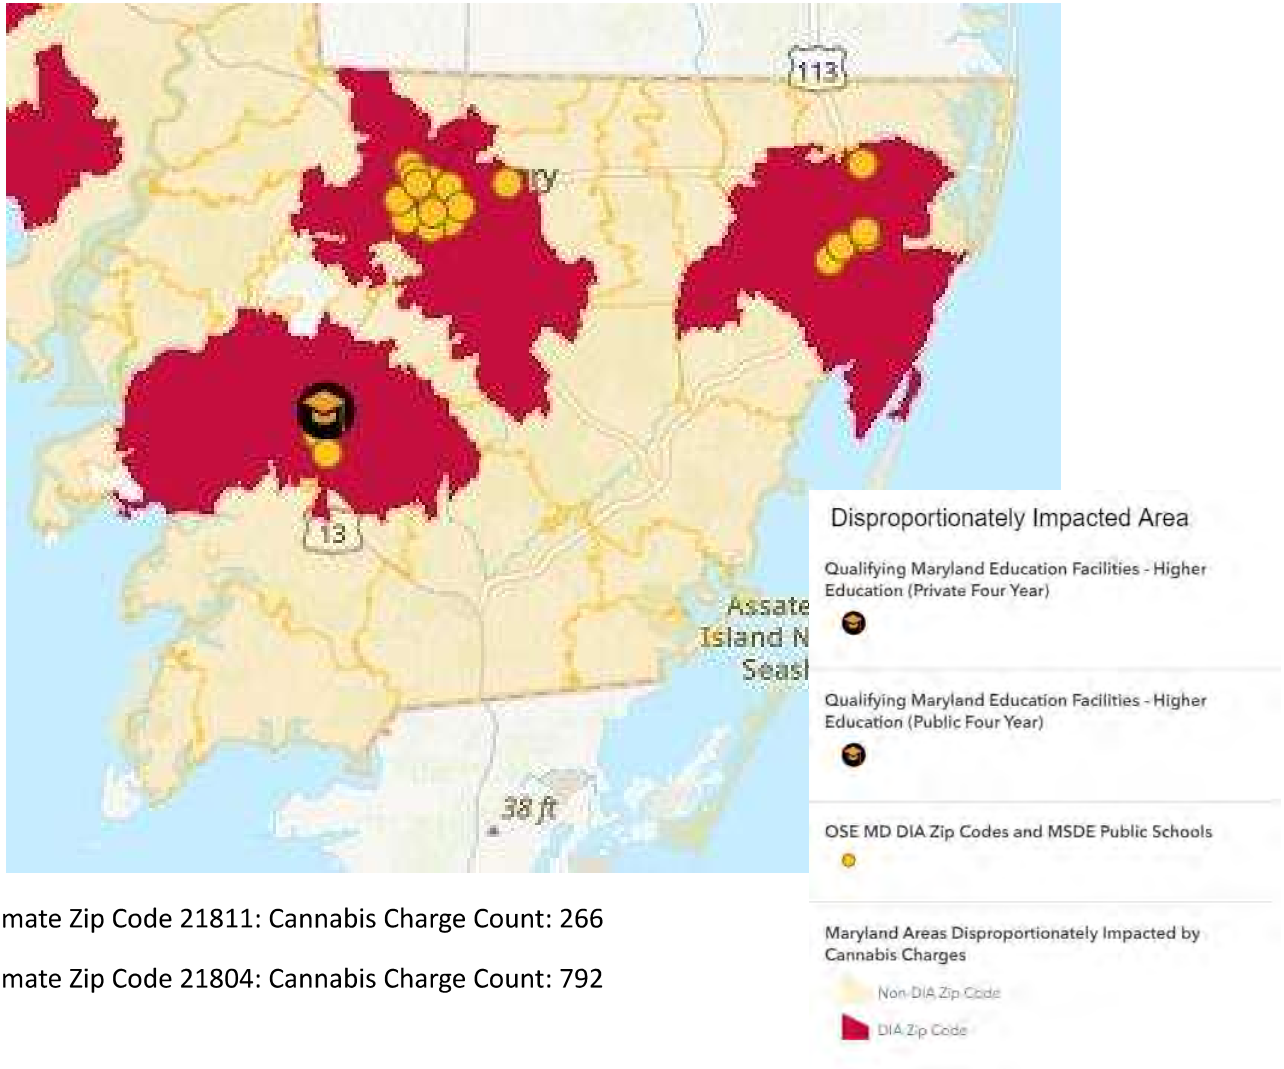 113
ry
13
Assate
Island N
Seash
38 ft
Disproportionately Impacted Area
Qualifying Maryland Education Facilities - Higher
Education (Private Four Year)
Qualifying Maryland Education Facilities - Higher
Education (Public Four Year)
OSE MD DIA Zip Codes and MSDE Public Schools
Maryland Areas Disproportionately Impacted by
Cannabis Charges
Non-DIA Zip Code
DIA Zip Code
mate Zip Code 21811: Cannabis Charge Count: 266
mate Zip Code 21804: Cannabis Charge Count: 792